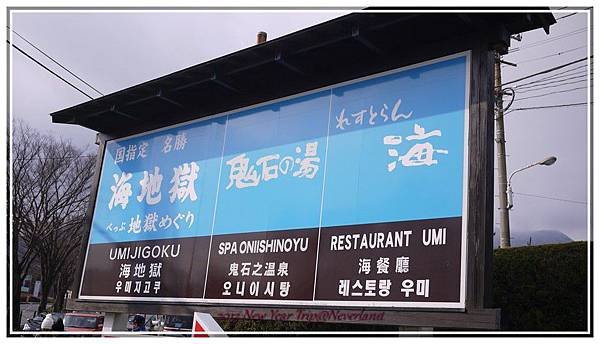 国指定 名勝
海地獄
べっぷ地獄めぐり
UMIJIGOKU
海地獄
우미지고쿠
鬼石の湯
SPA ONIISHINOYU
鬼石之溫泉
오니이시탕
れすとらん
海
RESTAURANT UMI
海餐廳
레스토랑 우미
2013 New Year Trip@Neverland